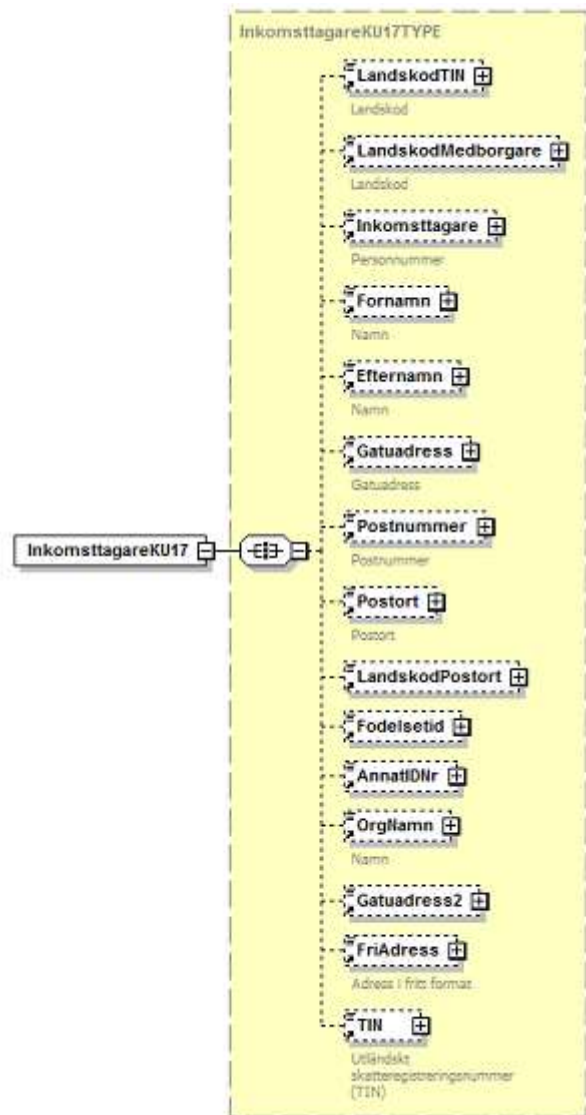 InkomsttagareKU17TYPE
LandskodTIN
Landskod
LandskodMedborgare
Landskod
Inkomsttagare
Personnummer
Fornamn
Namn
Efternamn
Namn
Gatuadress
Gatuadress
InkomsttagareKU17
Postnummer
Postnummer
Postort
Postort
LandskodPostort
Fodelsetid
AnnatIDNr
OrgNamn
Namn
Gatuadress2
FriAdress
Adress i fritt format
TIN
Utländskt
skatteregistreringsnummer
(TIN)